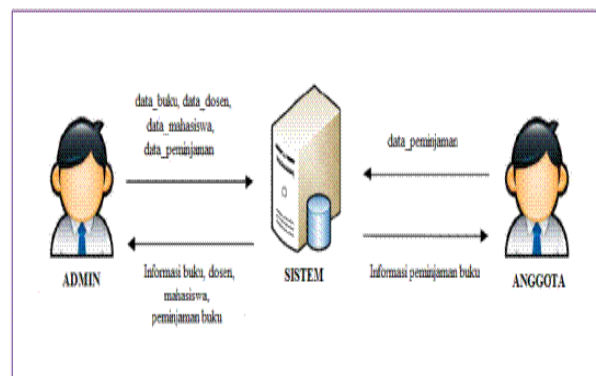 data_buku, data_dosen,
data_mahasiswa,
data_peminjaman
data_peminjaman
Informasi buku, dosen,
mahasiswa,
peminjaman buku
Informasi peminjaman buku
ADMIN
SISTEM
ANGGOTA